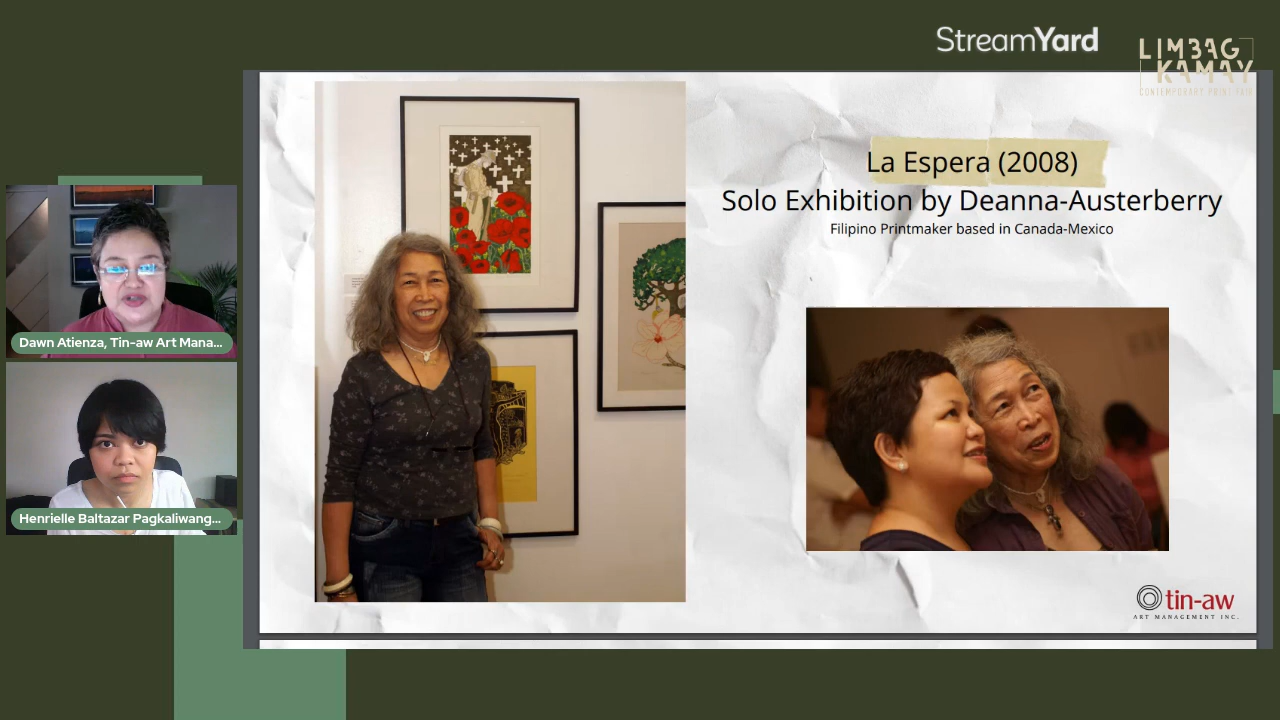 StreamYard
LIMBAG
KAMAY
CONTEMPORARY PRINT FAIR
La Espera (2008)
Solo Exhibition by Deanna-Austerberry
Filipino Printmaker based in Canada-Mexico
Dawn Atienza, Tin-aw Art Mana...
Henrielle Baltazar Pagkaliwang...
tin-aw
ART MANAGEMENT INC.